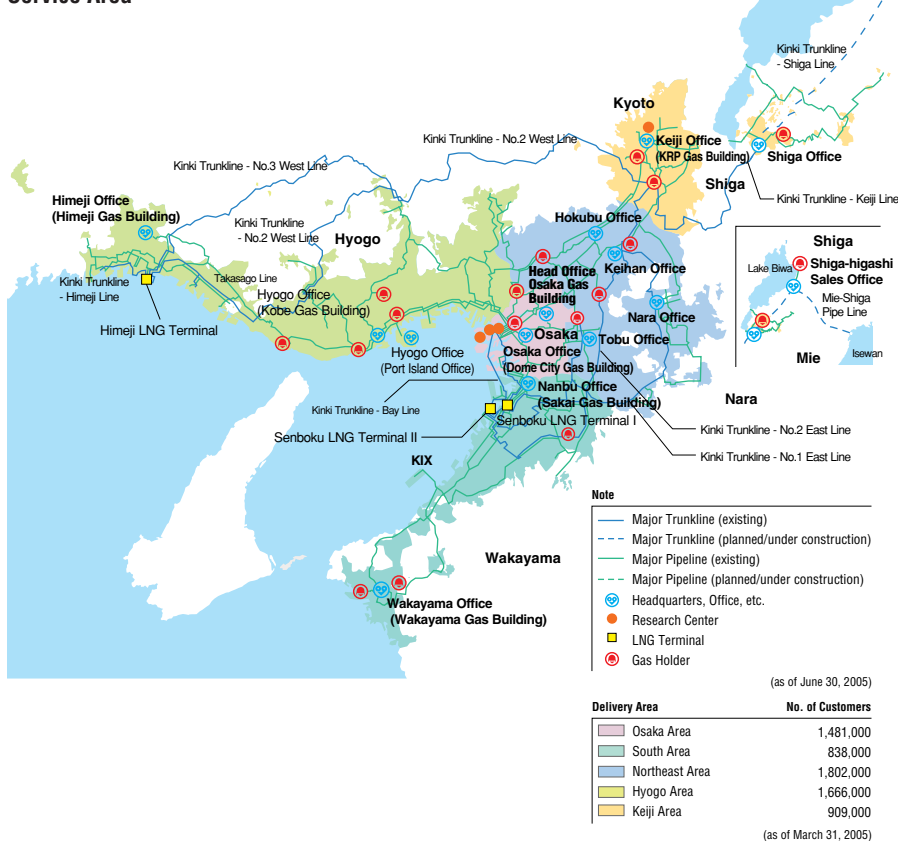 Service Area
Kinki Trunkline
- Shiga Line
Kyoto
Keiji Office
(KRP Gas Building)
Shiga Office
Kinki Trunkline - No.2 West Line
Kinki Trunkline - No.3 West Line
Shiga
Kinki Trunkline - Keiji Line
Himeji Office
(Himeji Gas Building)
Kinki Trunkline
- No.2 West Line
Hyogo
Hokubu Office
Keihan Office
Head Office
Osaka Gas
Building
Shiga
Shiga-higashi
Sales Office
Lake Biwa
Mie-Shiga
Pipe Line
Isewan
Mie
Kinki Trunkline
- Himeji Line
Takasago Line
Hyogo Office
(Kobe Gas Building)
Nara Office
Himeji LNG Terminal
Osaka
Tobu Office
Hyogo Office
(Port Island Office)
Osaka Office
(Dome City Gas Building)
Nanbu Office
(Sakai Gas Building)
Nara
Kinki Trunkline - Bay Line
Senboku LNG Terminal I
Senboku LNG Terminal II
Kinki Trunkline - No.2 East Line
Kinki Trunkline - No.1 East Line
KIX
Wakayama
Wakayama Office
(Wakayama Gas Building)
Note
Major Trunkline (existing)
Major Trunkline (planned/under construction)
Major Pipeline (existing)
Major Pipeline (planned/under construction)
Headquarters, Office, etc.
Research Center
LNG Terminal
Gas Holder
(as of June 30, 2005)
Delivery Area No. of Customers
Osaka Area 1,481,000
South Area 838,000
Northeast Area 1,802,000
Hyogo Area 1,666,000
Keiji Area 909,000
(as of March 31, 2005)